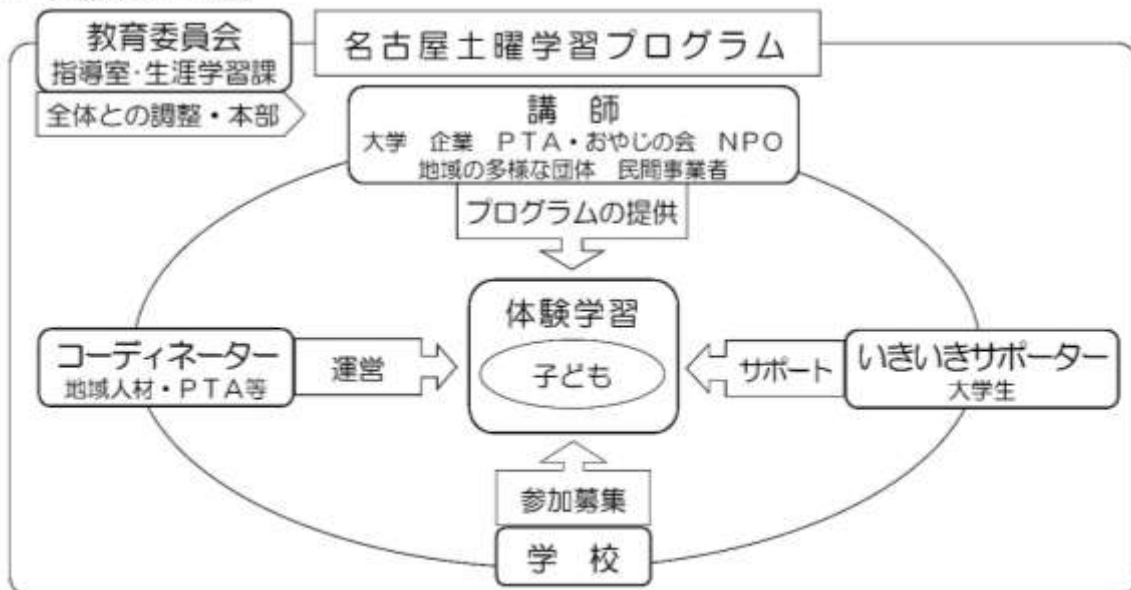 教育委員会
指導室・生涯学習課
全体との調整・本部
名古屋土曜学習プログラム
講 師
大学 企業 PTA・おやじの会 NPO
地域の多様な団体 民間事業者
プログラムの提供
体験学習
子ども
コーディネーター
地域人材・PTA等
運営
サポート
いきいきサポーター
大学生
参加募集
学 校